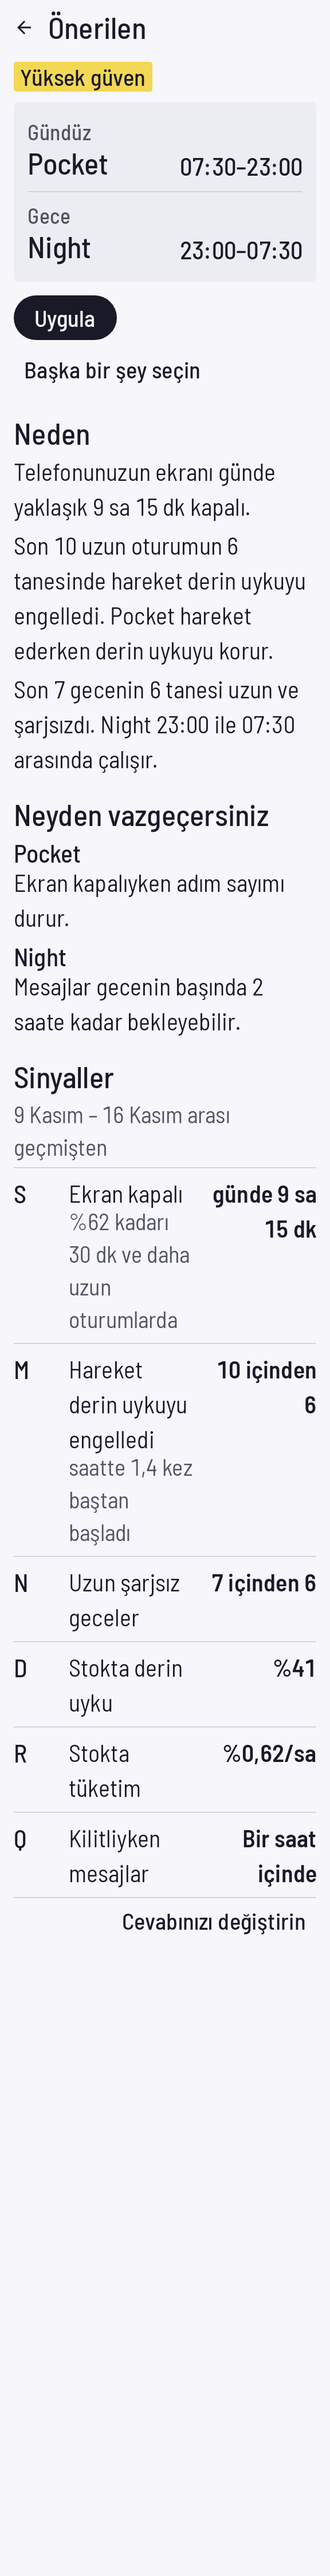 Önerilen
Yüksek güven
Gündüz
Pocket 07:30–23:00
Gece
Night 23:00–07:30
Uygula
Başka bir şey seçin
Neden
Telefonunuzun ekranı günde
yaklaşık 9 sa 15 dk kapalı.
Son 10 uzun oturumun 6
tanesinde hareket derin uykuyu
engelledi. Pocket hareket
ederken derin uykuyu korur.
Son 7 gecenin 6 tanesi uzun ve
şarjsızdı. Night 23:00 ile 07:30
arasında çalışır.
Neyden vazgeçersiniz
Pocket
Ekran kapalıyken adım sayımı
durur.
Night
Mesajlar gecenin başında 2
saate kadar bekleyebilir.
Sinyaller
9 Kasım – 16 Kasım arası
geçmişten
S Ekran kapalı günde 9 sa
15 dk
%62 kadarı
30 dk ve daha
uzun
oturumlarda
M Hareket 10 içinden
derin uykuyu 6
engelledi
saatte 1,4 kez
baştan
başladı
N Uzun şarjsız 7 içinden 6
geceler
D Stokta derin %41
uyku
R Stokta %0,62/sa
tüketim
Q Kilitliyken Bir saat
mesajlar içinde
Cevabınızı değiştirin